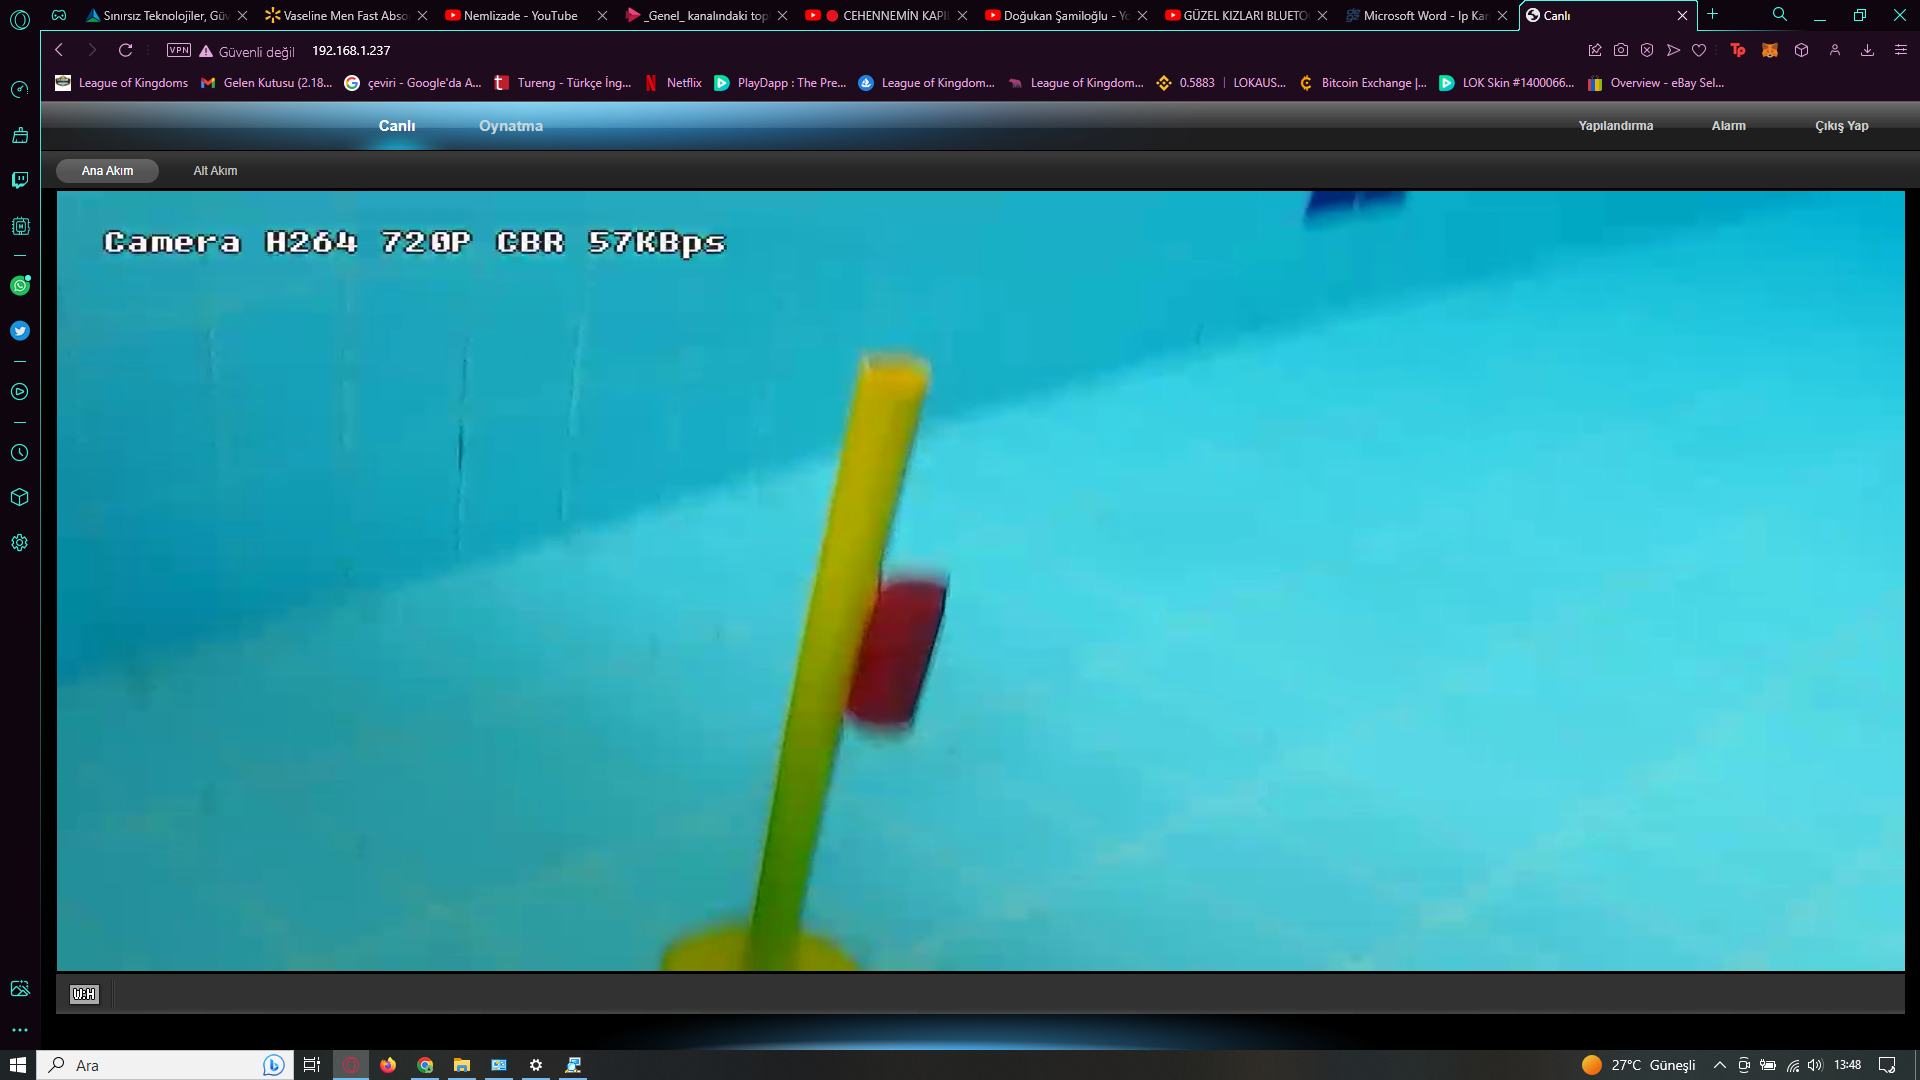 Sınırsız Teknolojiler, Güv
Vaseline Men Fast Abso
Nemlizade - YouTube
_Genel_ kanalındaki top
CEHENNEMİN KAPI
Doğukan Şamiloğlu - Yo
GÜZEL KIZLARI BLUETO
Microsoft Word - Ip Kar
Canlı
VPN
Güvenli değil
192.168.1.237
Tp
League of Kingdoms
Gelen Kutusu (2.18...
çeviri - Google'da A...
Tureng - Türkçe İng...
Netflix
PlayDapp : The Pre...
League of Kingdom...
League of Kingdom...
0.5883 | LOKAUS...
Bitcoin Exchange |...
LOK Skin #1400066...
Overview - eBay Sel...
Canlı
Oynatma
Yapılandırma
Alarm
Çıkış Yap
Ana Akım
Alt Akım
Camera H264 720P CBR 57KBps
W:H
Ara
27°C Güneşli
13:48